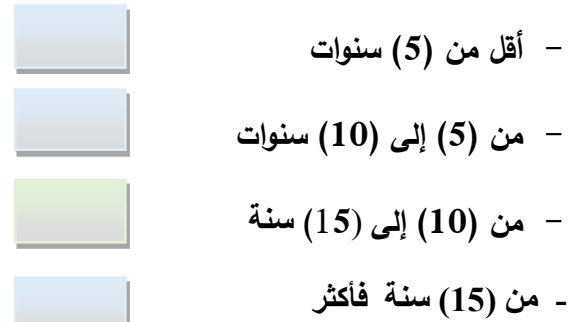 - أقل من (5) سنوات
- من (5) إلى (10) سنوات
- من (10) إلى (15) سنة
- من (15) سنة فأكثر